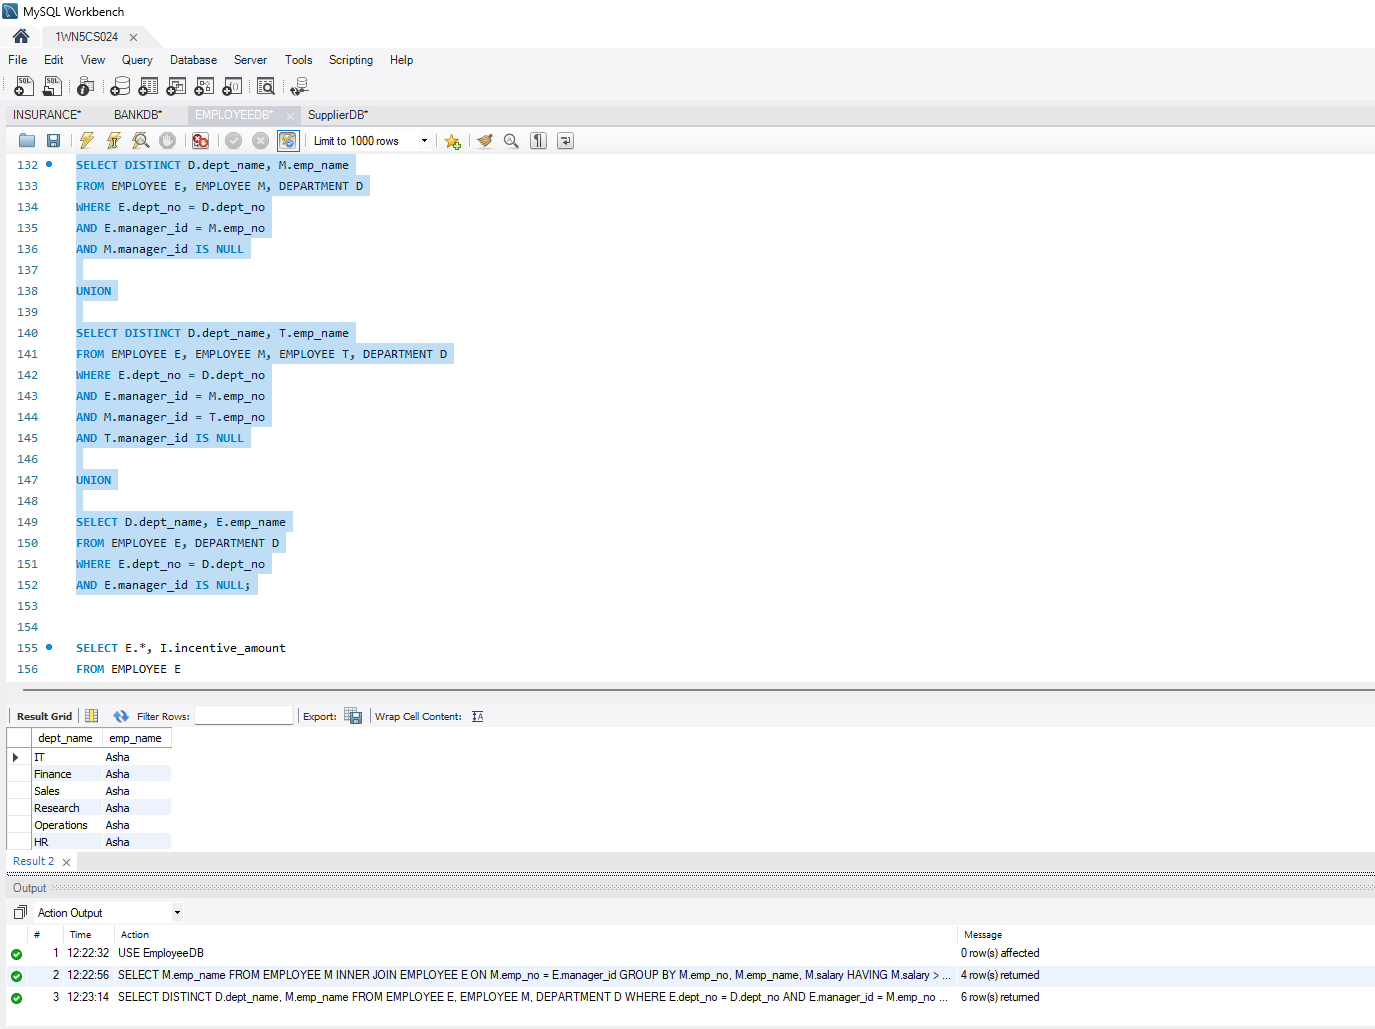 MySQL Workbench
1WN5CS024
File Edit View Query Database Server Tools Scripting Help
INSURANCE* BANKDB* EMPLOYEEDB* SupplierDB*
Limit to 1000 rows
132 SELECT DISTINCT D.dept_name, M.emp_name
133 FROM EMPLOYEE E, EMPLOYEE M, DEPARTMENT D
134 WHERE E.dept_no = D.dept_no
135 AND E.manager_id = M.emp_no
136 AND M.manager_id IS NULL
137
138 UNION
139
140 SELECT DISTINCT D.dept_name, T.emp_name
141 FROM EMPLOYEE E, EMPLOYEE M, EMPLOYEE T, DEPARTMENT D
142 WHERE E.dept_no = D.dept_no
143 AND E.manager_id = M.emp_no
144 AND M.manager_id = T.emp_no
145 AND T.manager_id IS NULL
146
147 UNION
148
149 SELECT D.dept_name, E.emp_name
150 FROM EMPLOYEE E, DEPARTMENT D
151 WHERE E.dept_no = D.dept_no
152 AND E.manager_id IS NULL;
153
154
155 SELECT E.*, I.incentive_amount
156 FROM EMPLOYEE E
Result Grid Filter Rows: Export: Wrap Cell Content:
dept_name emp_name
IT Asha
Finance Asha
Sales Asha
Research Asha
Operations Asha
HR Asha
Result 2
Output
Action Output
# Time Action Message
1 12:22:32 USE EmployeeDB 0 row(s) affected
2 12:22:56 SELECT M.emp_name FROM EMPLOYEE M INNER JOIN EMPLOYEE E ON M.emp_no = E.manager_id GROUP BY M.emp_no, M.emp_name, M.salary HAVING M.salary > ... 4 row(s) returned
3 12:23:14 SELECT DISTINCT D.dept_name, M.emp_name FROM EMPLOYEE E, EMPLOYEE M, DEPARTMENT D WHERE E.dept_no = D.dept_no AND E.manager_id = M.emp_no ... 6 row(s) returned